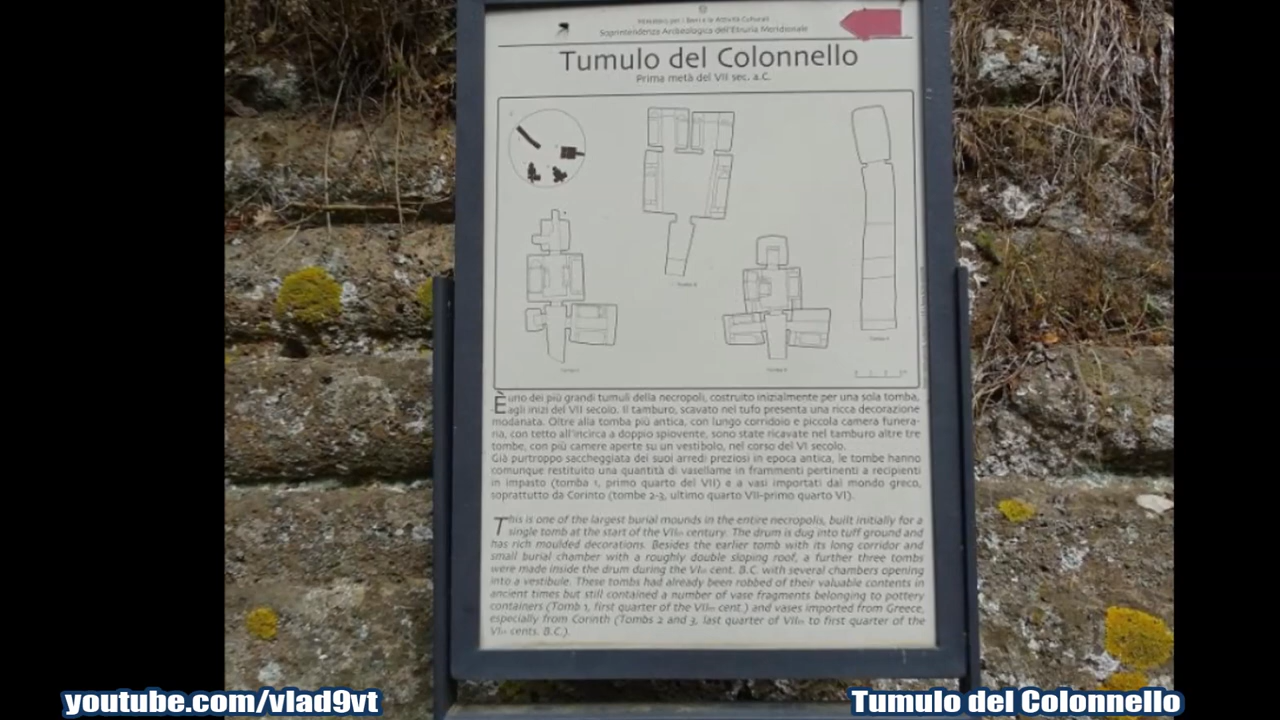 Ministero per i Beni e le Attività Culturali
Soprintendenza Archeologica dell'Etruria Meridionale
Tumulo del Colonnello
Prima metà del VII sec. a.C.
È uno dei più grandi tumuli della necropoli, costruito inizialmente per una sola tomba,
agli inizi del VII secolo. Il tamburo, scavato nel tufo presenta una ricca decorazione
modanata. Oltre alla tomba più antica, con lungo corridoio e piccola camera funera-
ria, con tetto all'incirca a doppio spiovente, sono state ricavate nel tamburo altre tre
tombe, con più camere aperte su un vestibolo, nel corso del VI secolo.
Già purtroppo saccheggiata dei suoi arredi preziosi in epoca antica, le tombe hanno
comunque restituito una quantità di vasellame in frammenti pertinenti a recipienti
in impasto (tomba 1, primo quarto del VII) e a vasi importati dal mondo greco,
soprattutto da Corinto (tombe 2-3, ultimo quarto VII-primo quarto VI).
This is one of the largest burial mounds in the entire necropolis, built initially for a
single tomb at the start of the VIIth century. The drum is dug into tuff ground and
has rich moulded decorations. Besides the earlier tomb with its long corridor and
small burial chamber with a roughly double sloping roof, a further three tombs
were made inside the drum during the VIth cent. B.C. with several chambers opening
into a vestibule. These tombs had already been robbed of their valuable contents in
ancient times but still contained a number of vase fragments belonging to pottery
containers (Tomb 1, first quarter of the VIIth cent.) and vases imported from Greece,
especially from Corinth (Tombs 2 and 3, last quarter of VIIth to first quarter of the
VIth cents. B.C.).
youtube.com/vlad9vt
Tumulo del Colonnello